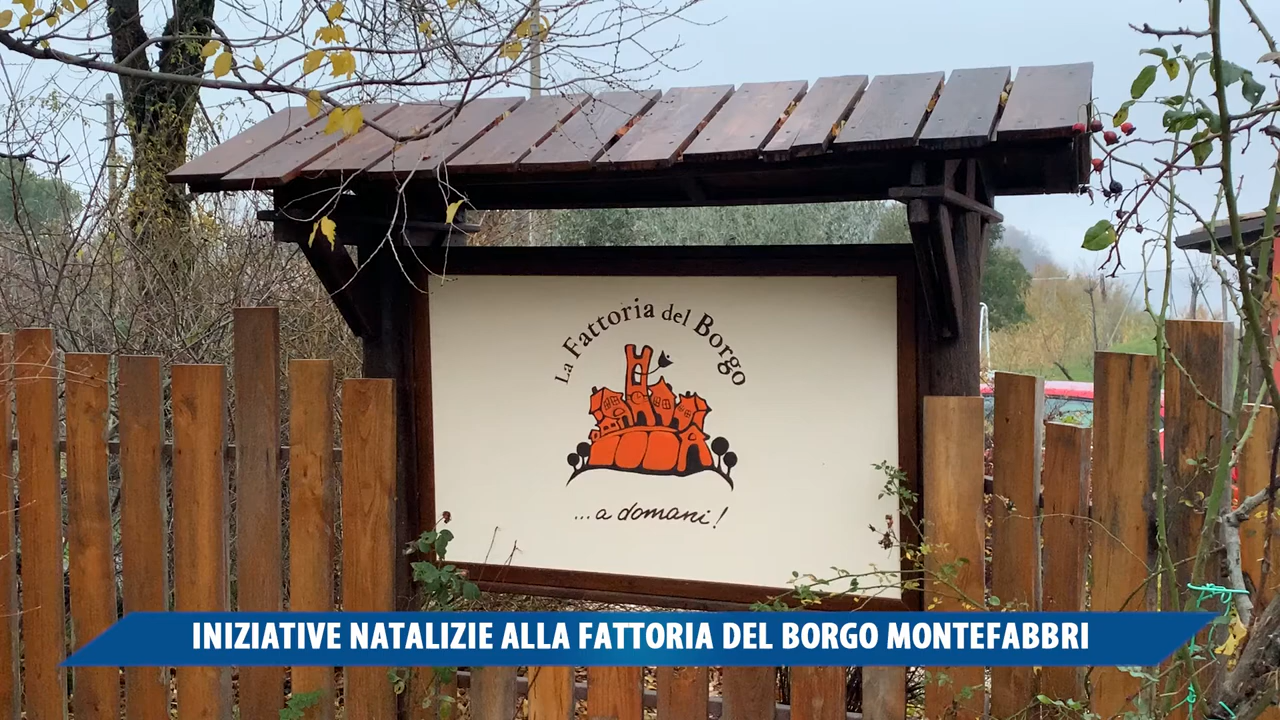 La Fattoria del Borgo
...a domani!
INIZIATIVE NATALIZIE ALLA FATTORIA DEL BORGO MONTEFABBRI